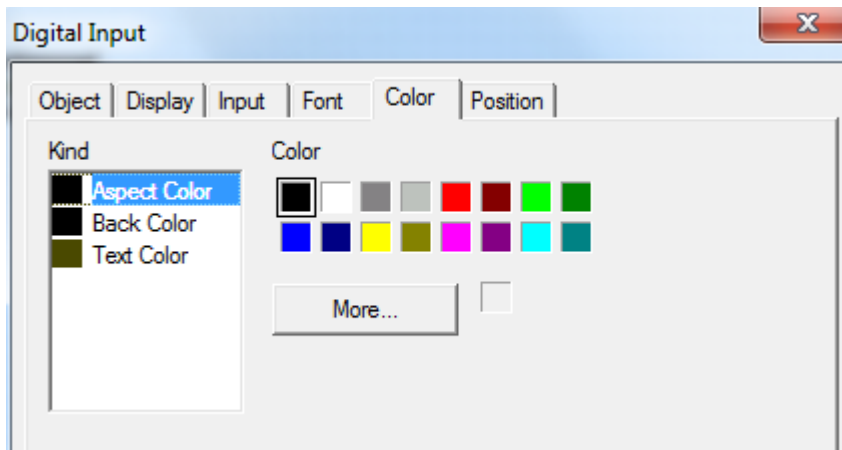 Digital Input
Object Display Input Font Color Position
Kind Color
Aspect Color
Back Color
Text Color
More...